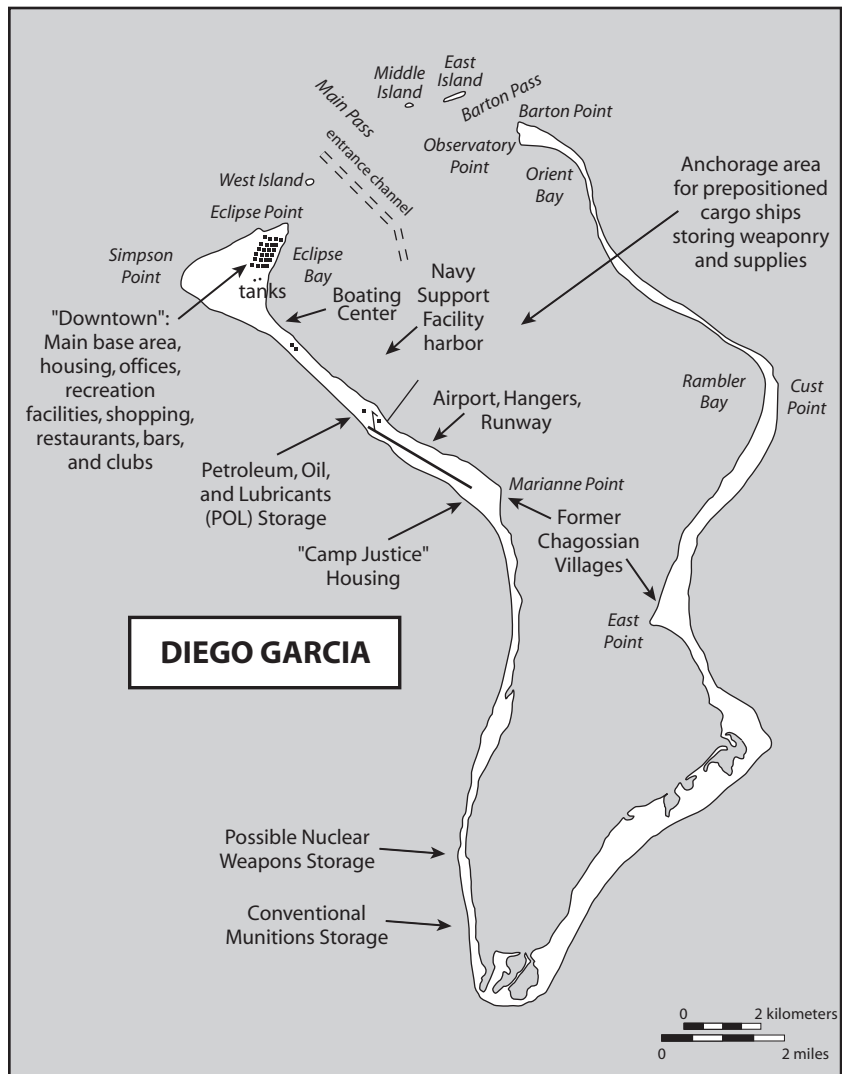 Middle
Island
East
Island
Main Pass
Barton Pass
Barton Point
Observatory
Point
Orient
Bay
entrance channel
West Island
Eclipse Point
Simpson
Point
Eclipse
Bay
tanks
Anchorage area
for prepositioned
cargo ships
storing weaponry
and supplies
Boating
Center
Navy
Support
Facility
harbor
"Downtown":
Main base area,
housing, offices,
recreation
facilities, shopping,
restaurants, bars,
and clubs
Rambler
Bay
Cust
Point
Airport, Hangers,
Runway
Petroleum, Oil,
and Lubricants
(POL) Storage
Marianne Point
Former
Chagossian
Villages
"Camp Justice"
Housing
East
Point
DIEGO GARCIA
Possible Nuclear
Weapons Storage
Conventional
Munitions Storage
0 2 kilometers
0 2 miles